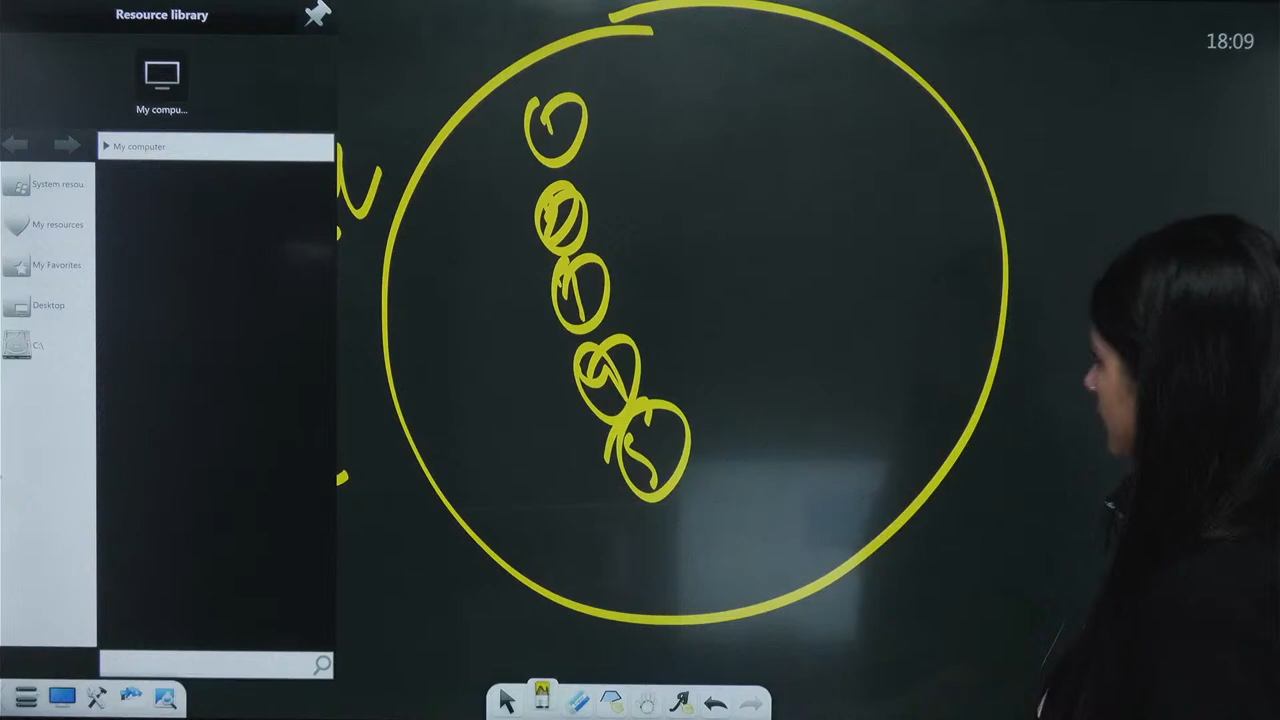 Resource library
18:09
My compu...
My computer
System resou
My resources
My Favorites
Desktop
C:\